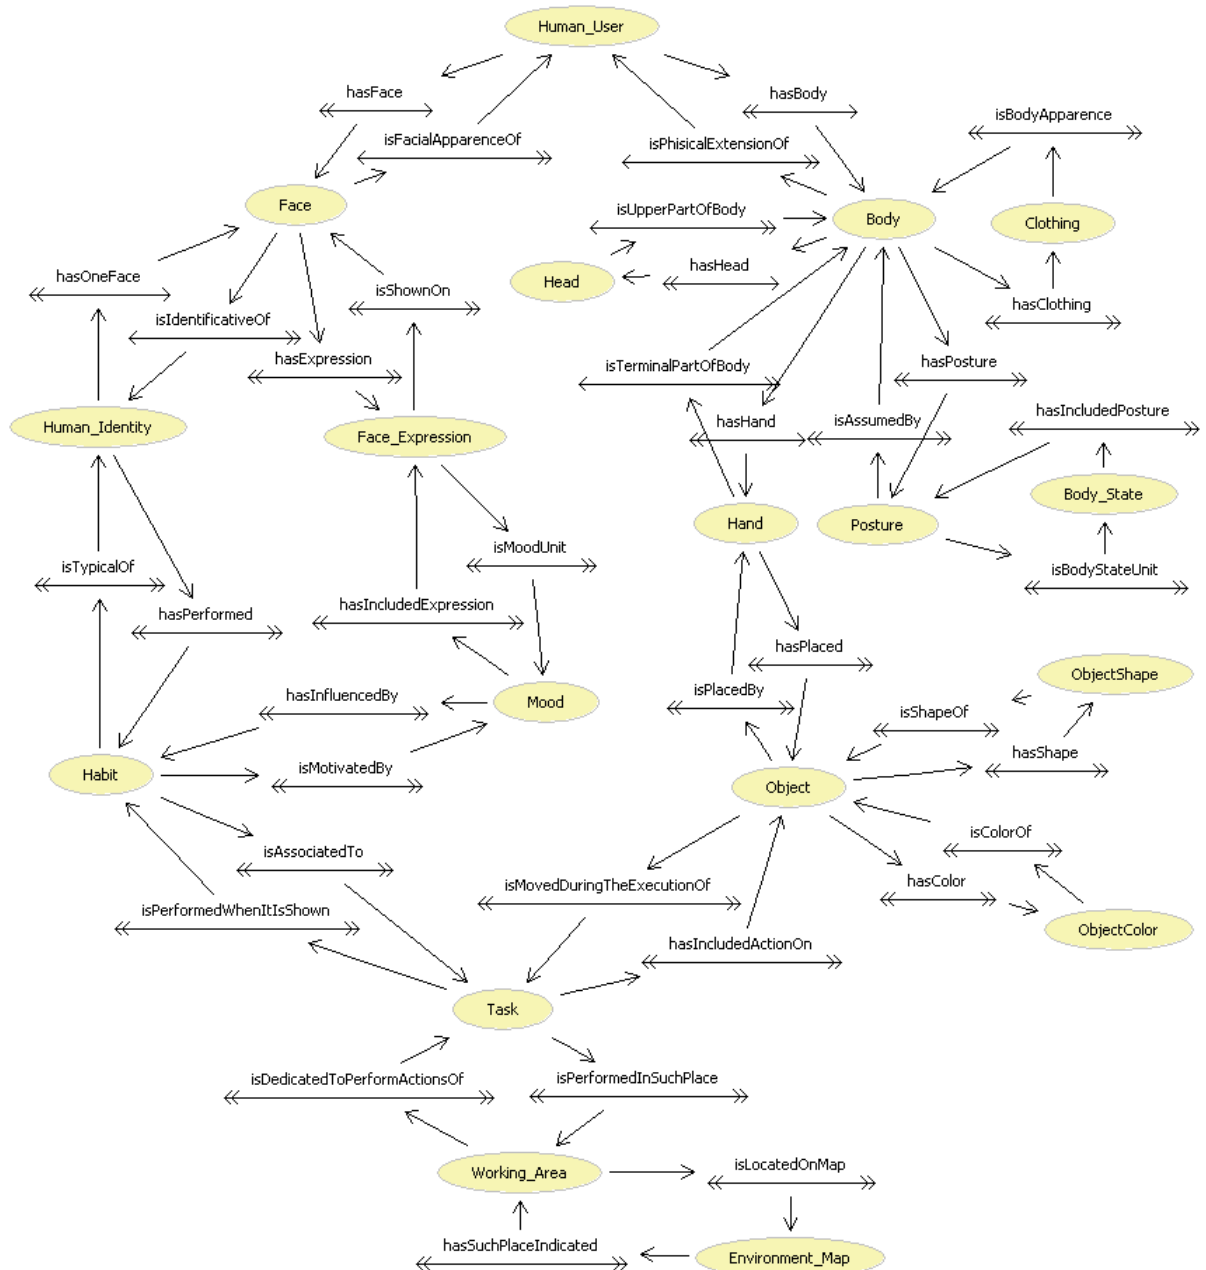 Human_User
hasFace
hasBody
isFacialApparenceOf
isPhisicalExtensionOf
isBodyApparence
Face
isUpperPartOfBody
Body
Clothing
hasOneFace
isShownOn
Head
hasHead
hasClothing
isIdentificativeOf
hasExpression
isTerminalPartOfBody
hasPosture
Human_Identity
Face_Expression
hasHand
isAssumedBy
hasIncludedPosture
Body_State
Hand
Posture
isTypicalOf
isMoodUnit
isBodyStateUnit
hasPerformed
hasIncludedExpression
hasPlaced
hasInfluencedBy
Mood
isPlacedBy
ObjectShape
isShapeOf
Habit
isMotivatedBy
Object
hasShape
isAssociatedTo
isColorOf
isMovedDuringTheExecutionOf
hasColor
isPerformedWhenItIsShown
hasIncludedActionOn
ObjectColor
Task
isDedicatedToPerformActionsOf
isPerformedInSuchPlace
Working_Area
isLocatedOnMap
hasSuchPlaceIndicated
Environment_Map